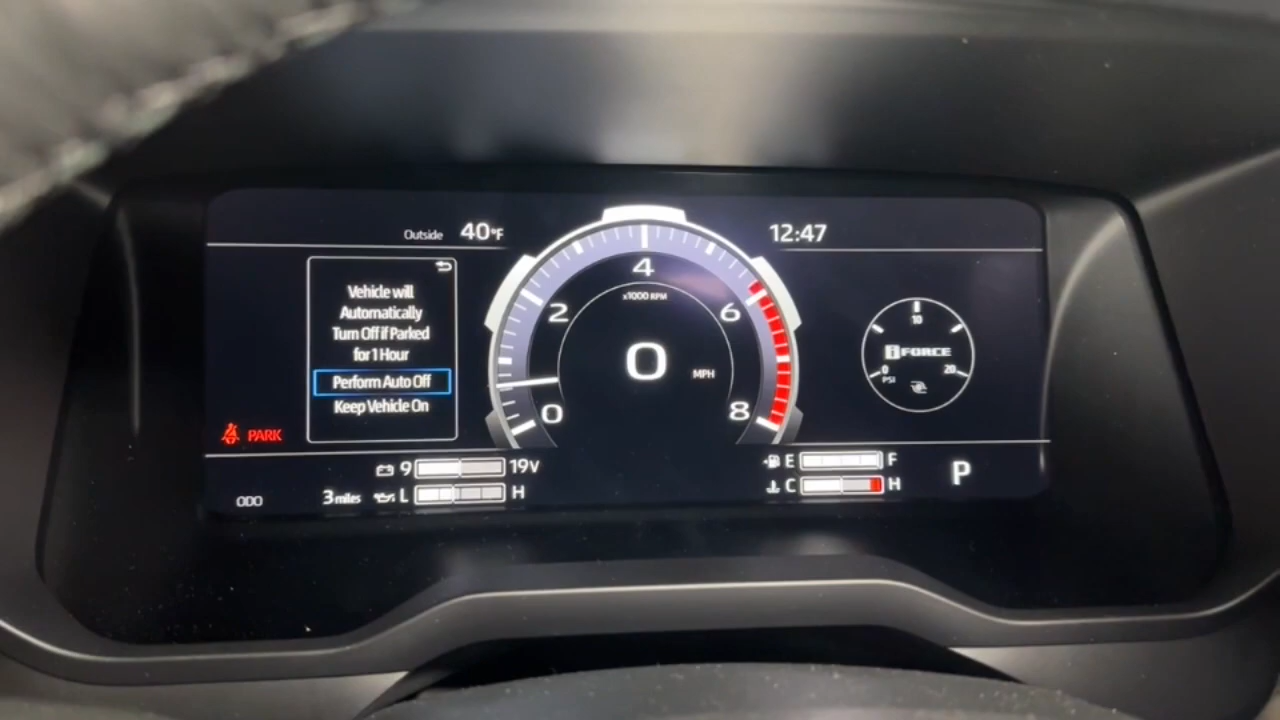 Outside 40°F
12:47
Vehicle will
Automatically
Turn Off if Parked
for 1 Hour
Perform Auto Off
Keep Vehicle On
PARK
4
x1000 RPM
2
6
0
MPH
0
8
10
i FORCE
0
20
PSI
9
19V
L
H
E
F
C
H
P
ODO
3 miles